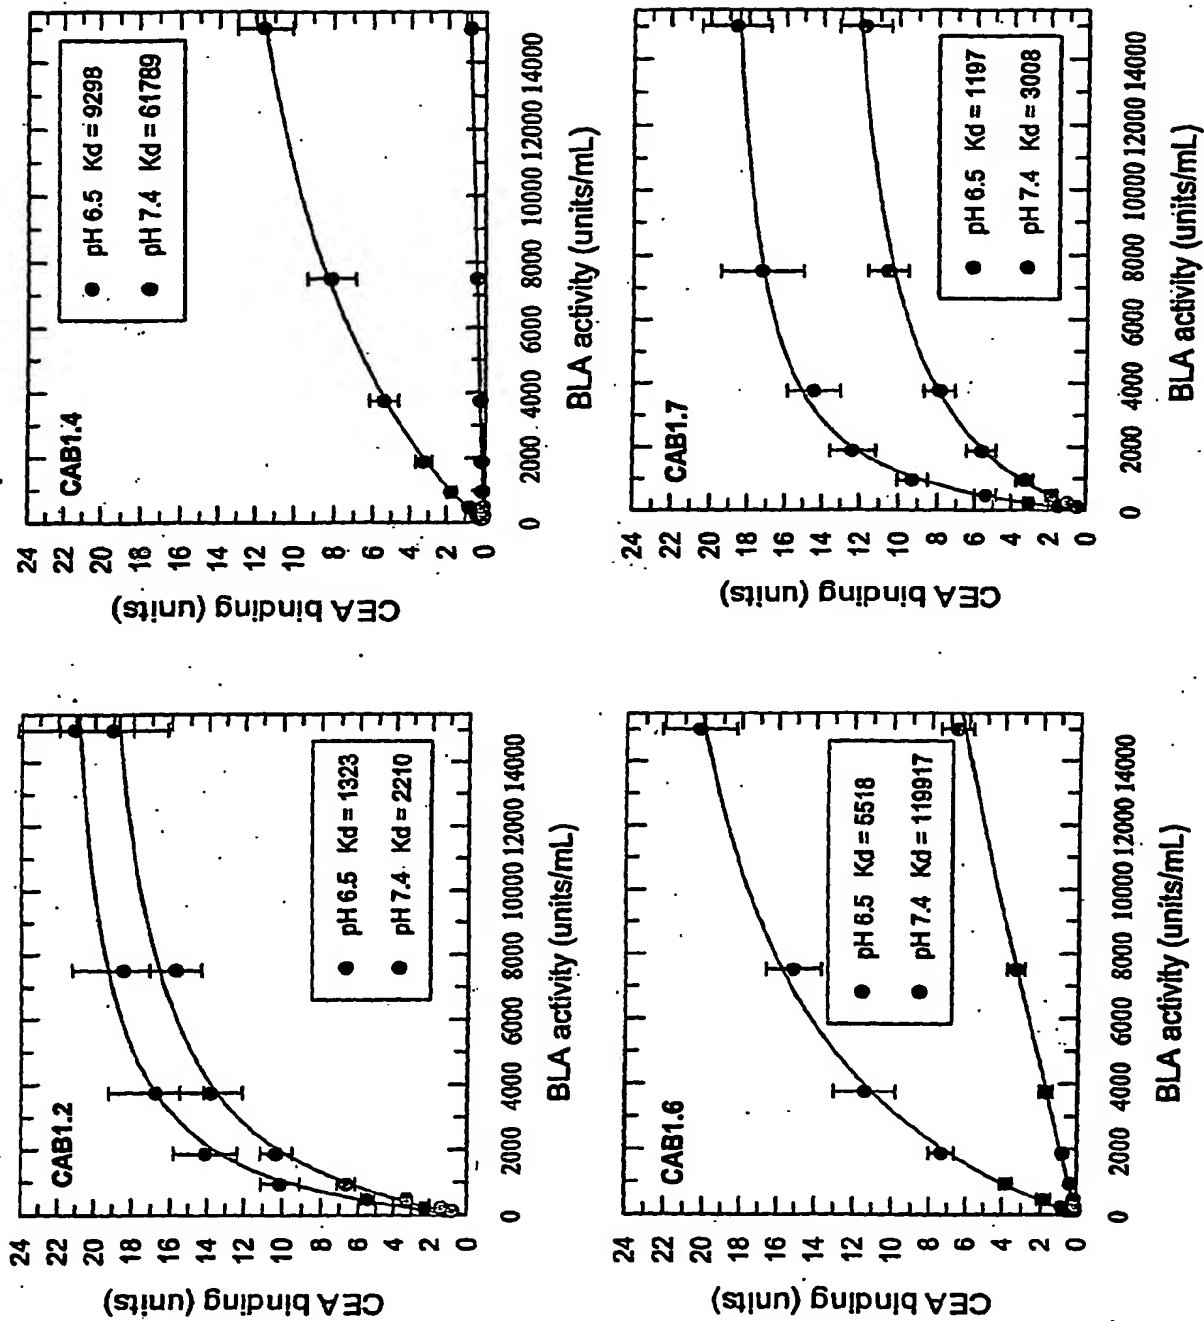 CAB1.2
24
22
20
18
16
14
12
10
8
6
4
2
0
CEA binding (units)
pH 6.5 Kd = 1323
pH 7.4 Kd = 2210
0 2000 4000 6000 8000 10000 12000 14000
BLA activity (units/mL)
CAB1.4
24
22
20
18
16
14
12
10
8
6
4
2
0
CEA binding (units)
pH 6.5 Kd = 9298
pH 7.4 Kd = 61789
0 2000 4000 6000 8000 10000 12000 14000
BLA activity (units/mL)
CAB1.6
24
22
20
18
16
14
12
10
8
6
4
2
0
CEA binding (units)
pH 6.5 Kd = 5518
pH 7.4 Kd = 119917
0 2000 4000 6000 8000 10000 12000 14000
BLA activity (units/mL)
CAB1.7
24
22
20
18
16
14
12
10
8
6
4
2
0
CEA binding (units)
pH 6.5 Kd = 1197
pH 7.4 Kd = 3008
0 2000 4000 6000 8000 10000 12000 14000
BLA activity (units/mL)